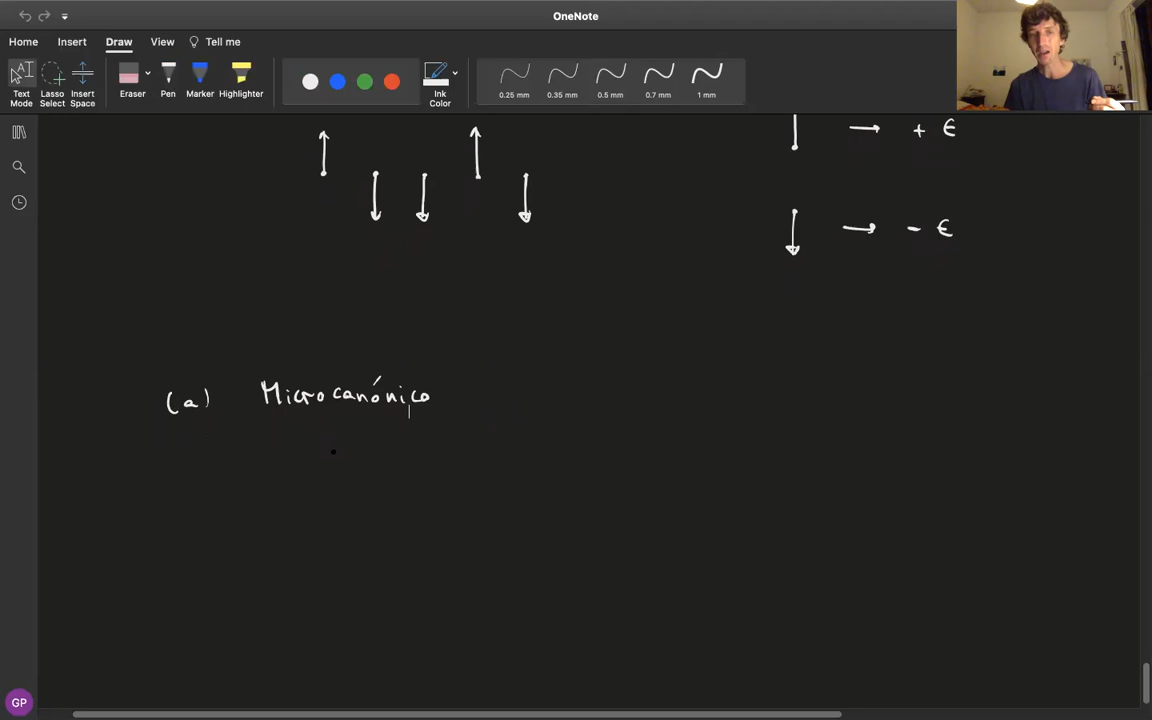 OneNote
Home Insert Draw View Tell me
Text Mode Lasso Select Insert Space Eraser Pen Marker Highlighter Ink Color 0.25 mm 0.35 mm 0.5 mm 0.7 mm 1 mm
→ + ϵ
→ - ϵ
(a) Microcanónico
GP